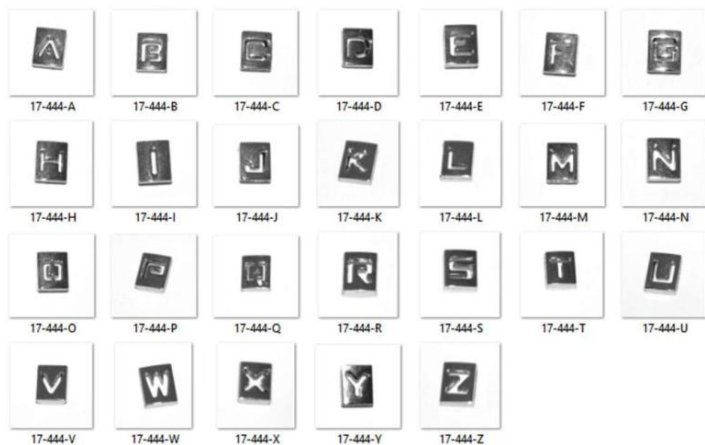 A B C D E F G
17-444-A 17-444-B 17-444-C 17-444-D 17-444-E 17-444-F 17-444-G
H I J K L M N
17-444-H 17-444-I 17-444-J 17-444-K 17-444-L 17-444-M 17-444-N
O P Q R S T U
17-444-O 17-444-P 17-444-Q 17-444-R 17-444-S 17-444-T 17-444-U
V W X Y Z
17-444-V 17-444-W 17-444-X 17-444-Y 17-444-Z